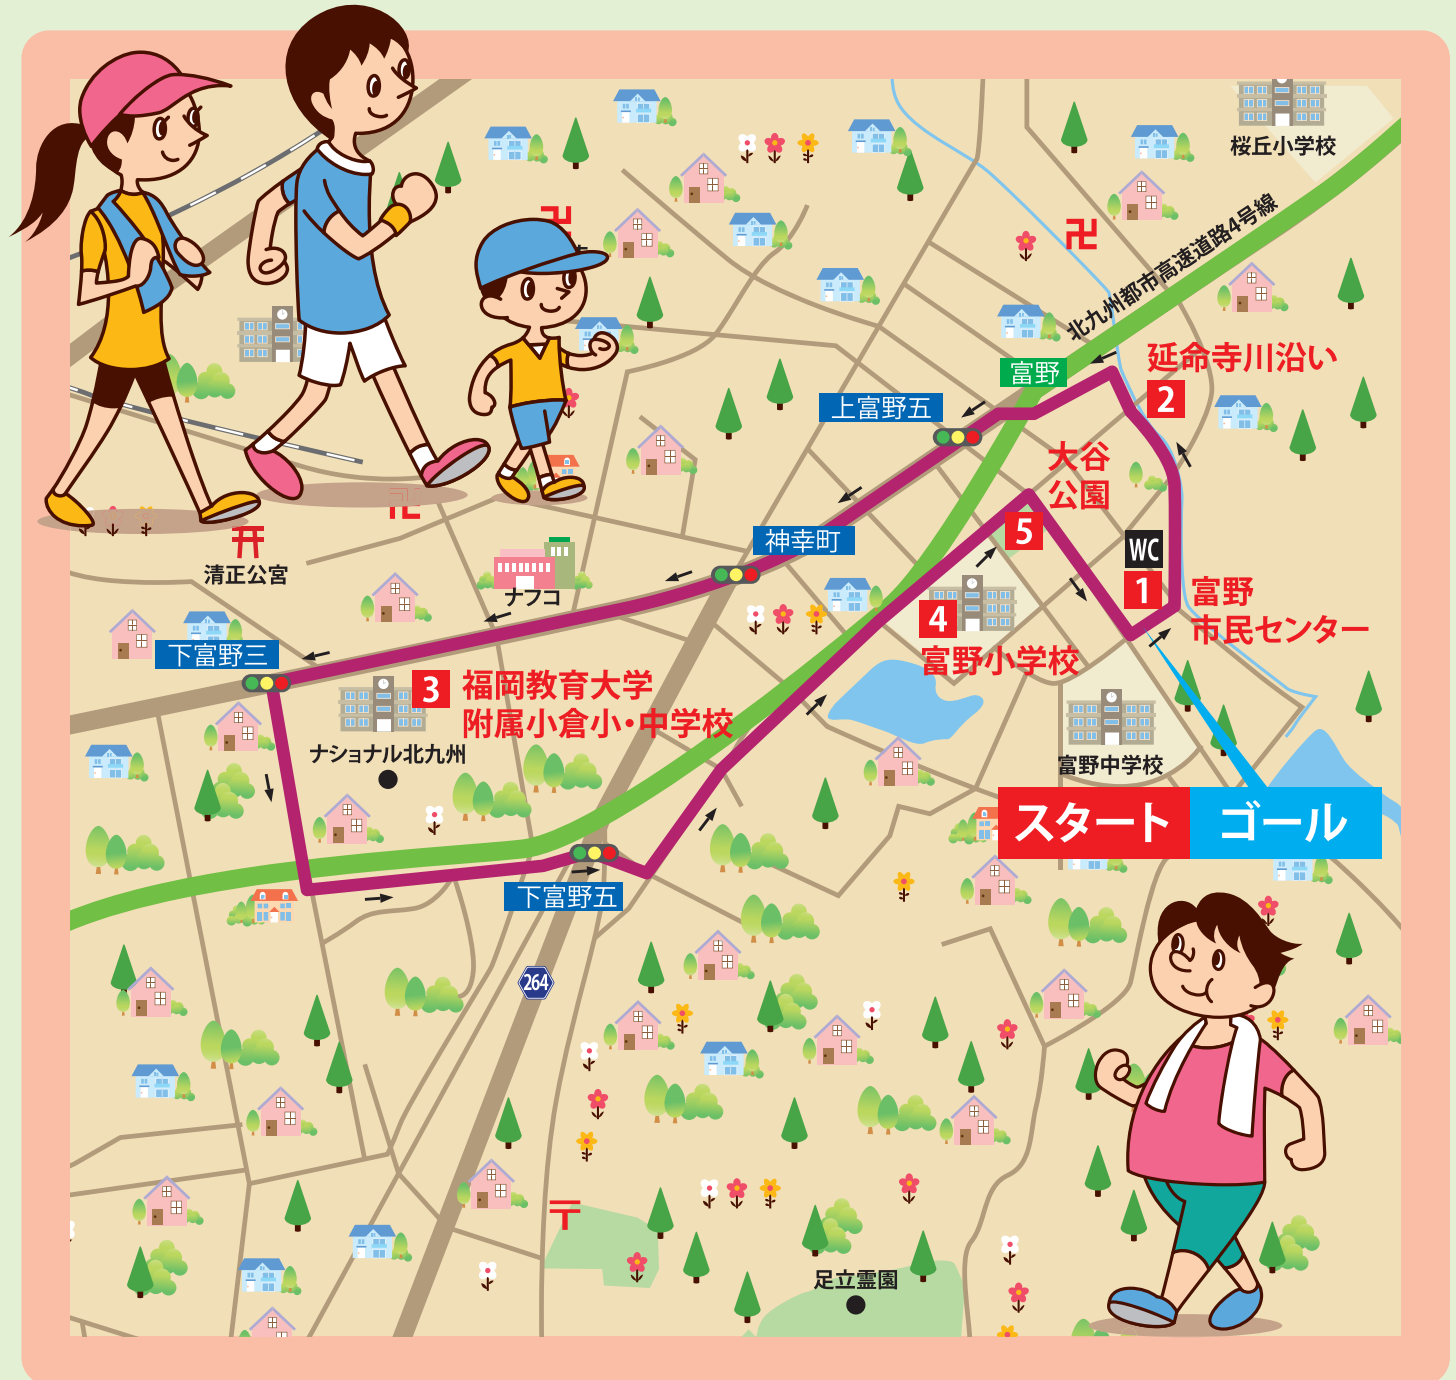 桜丘小学校
北九州都市高速道路4号線
延命寺川沿い
2
富野
上富野五
大谷
公園
5
WC
1
神幸町
富野
市民センター
4
富野小学校
清正公宮
ナフコ
下富野三
3
福岡教育大学
附属小倉小・中学校
ナショナル北九州
富野中学校
スタート
ゴール
下富野五
264
足立霊園